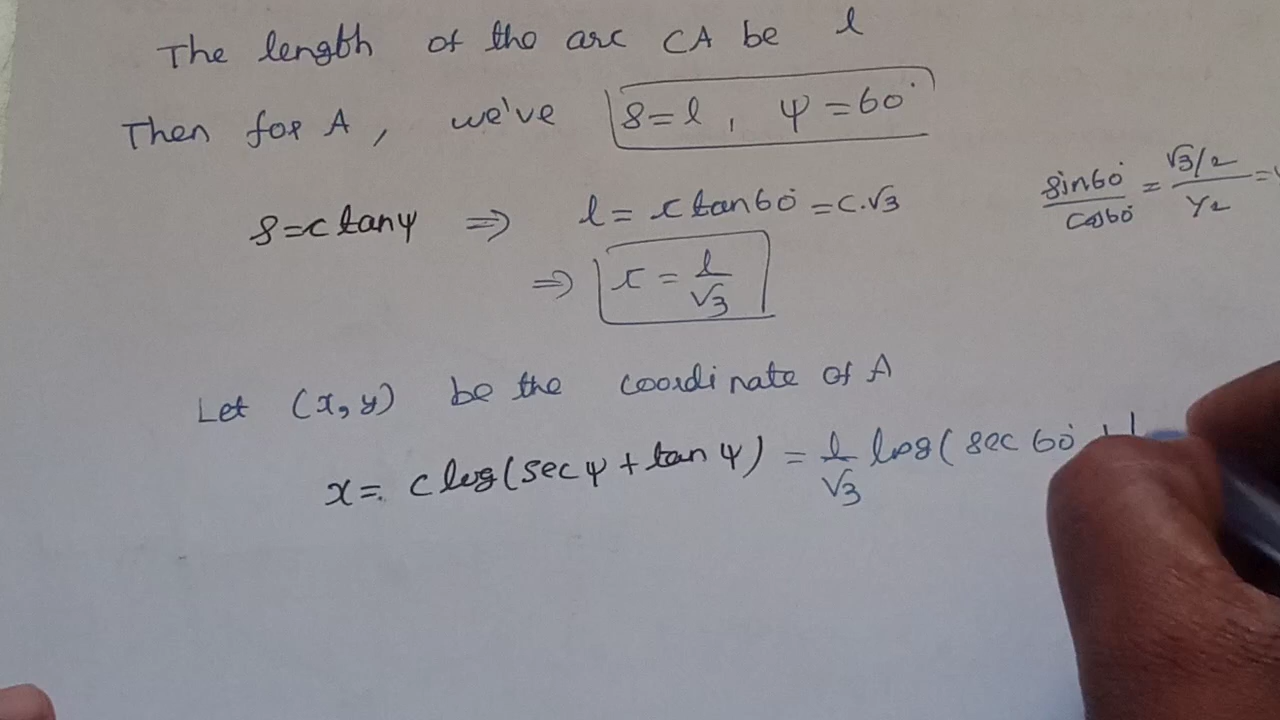 The length of the arc CA be l
Then for A, we've s=l, ψ=60°
sin60°/cos60° = √3/2 / 1/2 =
s=c tanψ ⇒ l = c tan60° = c.√3
⇒ c = l/√3
Let (x, y) be the coordinate of A
x = c log(secψ + tanψ) = l/√3 log( sec 60° +